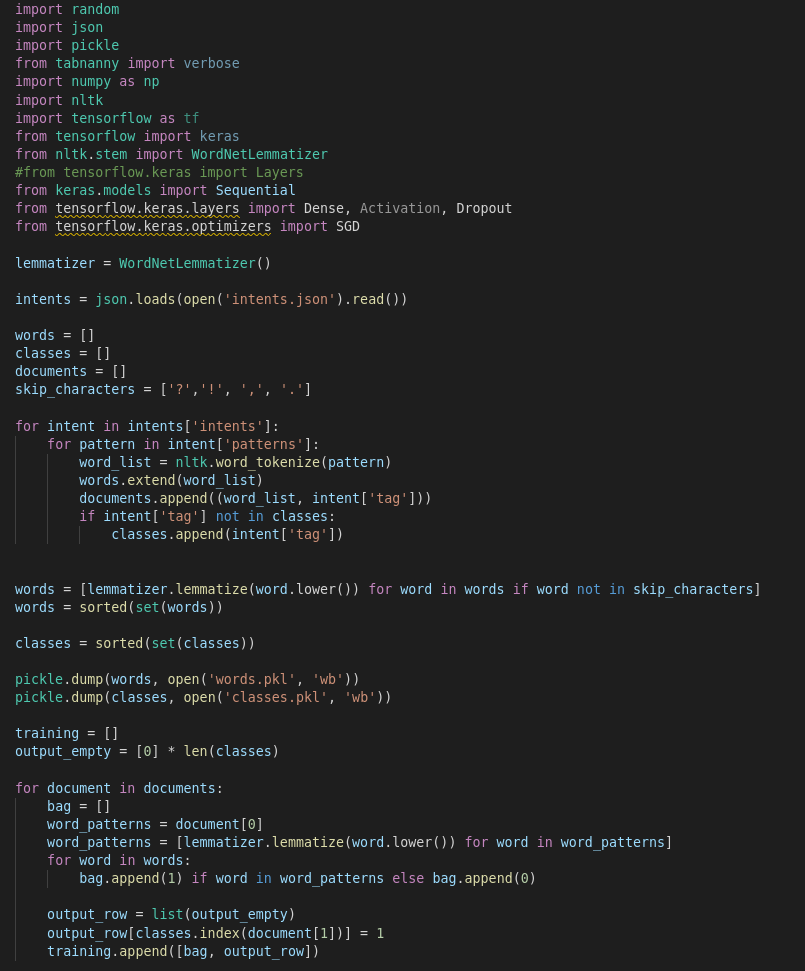 import random
import json
import pickle
from tabnanny import verbose
import numpy as np
import nltk
import tensorflow as tf
from tensorflow import keras
from nltk.stem import WordNetLemmatizer
#from tensorflow.keras import Layers
from keras.models import Sequential
from tensorflow.keras.layers import Dense, Activation, Dropout
from tensorflow.keras.optimizers import SGD

lemmatizer = WordNetLemmatizer()

intents = json.loads(open('intents.json').read())

words = []
classes = []
documents = []
skip_characters = ['?','!', ',', '.']

for intent in intents['intents']:
    for pattern in intent['patterns']:
        word_list = nltk.word_tokenize(pattern)
        words.extend(word_list)
        documents.append((word_list, intent['tag']))
        if intent['tag'] not in classes:
            classes.append(intent['tag'])


words = [lemmatizer.lemmatize(word.lower()) for word in words if word not in skip_characters]
words = sorted(set(words))

classes = sorted(set(classes))

pickle.dump(words, open('words.pkl', 'wb'))
pickle.dump(classes, open('classes.pkl', 'wb'))

training = []
output_empty = [0] * len(classes)

for document in documents:
    bag = []
    word_patterns = document[0]
    word_patterns = [lemmatizer.lemmatize(word.lower()) for word in word_patterns]
    for word in words:
        bag.append(1) if word in word_patterns else bag.append(0)

    output_row = list(output_empty)
    output_row[classes.index(document[1])] = 1
    training.append([bag, output_row])